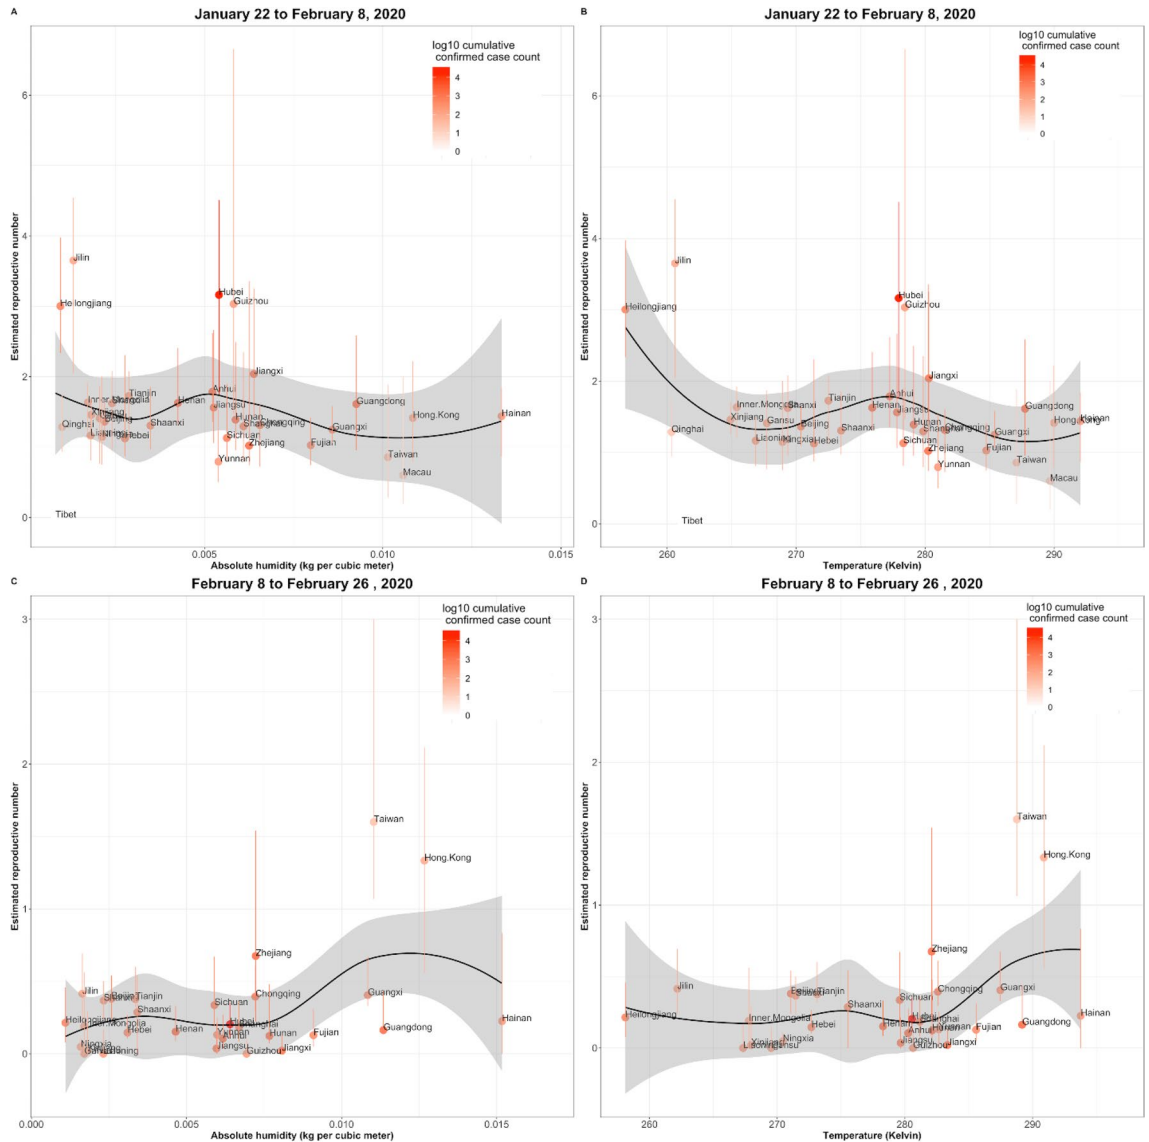 A
January 22 to February 8, 2020
log10 cumulative
confirmed case count
4
3
2
1
0
Estimated reproductive number
6
4
2
0
Jilin
Heilongjiang
Hubei
Guizhou
Jiangxi
Tianjin
Anhui
Henan
Jiangsu
Guangdong
Hong.Kong
Hainan
Xinjiang
Beijing
Qinghai
Shaanxi
Hebei
Hunan
Chongqing
Guangxi
Sichuan
Zhejiang
Fujian
Yunnan
Taiwan
Macau
Tibet
0.005
0.010
0.015
Absolute humidity (kg per cubic meter)
B
January 22 to February 8, 2020
log10 cumulative
confirmed case count
4
3
2
1
0
Estimated reproductive number
6
4
2
0
Jilin
Heilongjiang
Hubei
Guizhou
Jiangxi
Anhui
Tianjin
Inner.Mongolia
Shanxi
Henan
Jiangsu
Guangdong
Hainan
Hong.Kong
Xinjiang
Gansu
Beijing
Qinghai
Shaanxi
Hunan
Chongqing
Guangxi
Liaoning
Ningxia
Hebei
Sichuan
Zhejiang
Fujian
Yunnan
Taiwan
Macau
Tibet
260
270
280
290
Temperature (Kelvin)
C
February 8 to February 26 , 2020
log10 cumulative
confirmed case count
4
3
2
1
0
Estimated reproductive number
3
2
1
0
Taiwan
Hong.Kong
Zhejiang
Jilin
Tianjin
Sichuan
Chongqing
Guangxi
Shaanxi
Heilongjiang
Inner.Mongolia
Hebei
Henan
Hubei
Hunan
Fujian
Guangdong
Hainan
Ningxia
Jiangsu
Guizhou
Jiangxi
0.000
0.005
0.010
0.015
Absolute humidity (kg per cubic meter)
D
February 8 to February 26 , 2020
log10 cumulative
confirmed case count
4
3
2
1
0
Estimated reproductive number
3
2
1
0
Taiwan
Hong.Kong
Zhejiang
Jilin
Tianjin
Sichuan
Chongqing
Guangxi
Shaanxi
Heilongjiang
Inner.Mongolia
Hebei
Henan
Hubei
Yunnan
Anhui
Fujian
Guangdong
Hainan
Ningxia
Jiangsu
Guizhou
Jiangxi
260
270
280
290
Temperature (Kelvin)